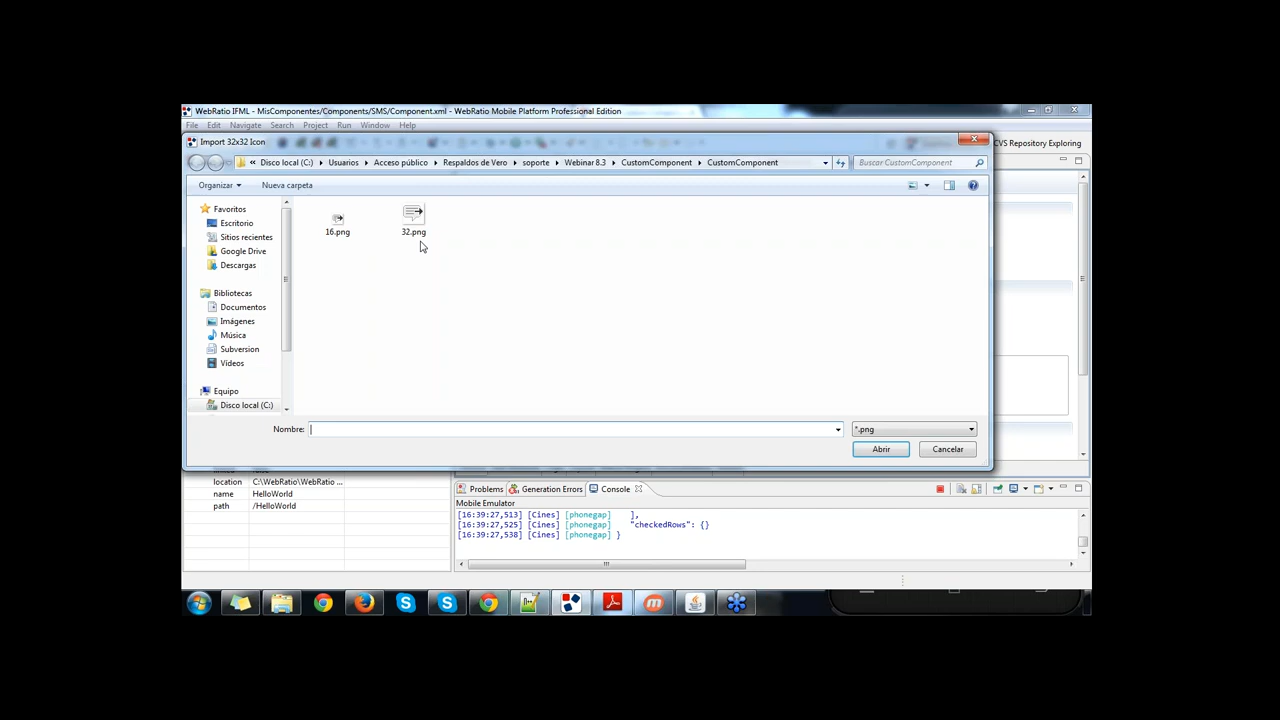 WebRatio IFML - MisComponentes/Components/SMS/Component.xml - WebRatio Mobile Platform Professional Edition
File Edit Navigate Search Project Run Window Help
Import 32x32 Icon
CVS Repository Exploring
« Disco local (C:) Usuarios Acceso público Respaldos de Vero soporte Webinar 8.3 CustomComponent CustomComponent
Buscar CustomComponent
Organizar Nueva carpeta
Favoritos
Escritorio
Sitios recientes
Google Drive
Descargas
Bibliotecas
Documentos
Imágenes
Música
Subversion
Vídeos
Equipo
Disco local (C:)
16.png
32.png
Nombre:
*.png
Abrir Cancelar
location C:\WebRatio\WebRatio ...
name HelloWorld
path /HelloWorld
Problems Generation Errors Console
Mobile Emulator
[16:39:27,513] [Cines] [phonegap] ],
[16:39:27,525] [Cines] [phonegap] "checkedRows": {}
[16:39:27,538] [Cines] [phonegap] }